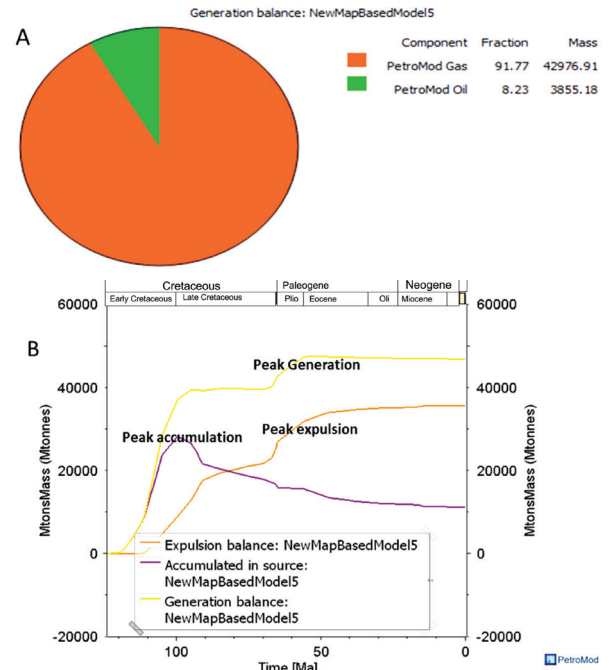 Generation balance: NewMapBasedModel5
A
Component Fraction Mass
PetroMod Gas 91.77 42976.91
PetroMod Oil 8.23 3855.18
Cretaceous Paleogene Neogene
Early Cretaceous Late Cretaceous Plio Eocene Oli Miocene
60000 60000
B
Peak Generation
40000 40000
Peak accumulation Peak expulsion
20000 20000
MtonsMass (Mtonnes) MtonsMass (Mtonnes)
0 0
Expulsion balance: NewMapBasedModel5
Accumulated in source:
NewMapBasedModel5
Generation balance:
NewMapBasedModel5
-20000 -20000
100 50 0
Time [Ma]
PetroMod